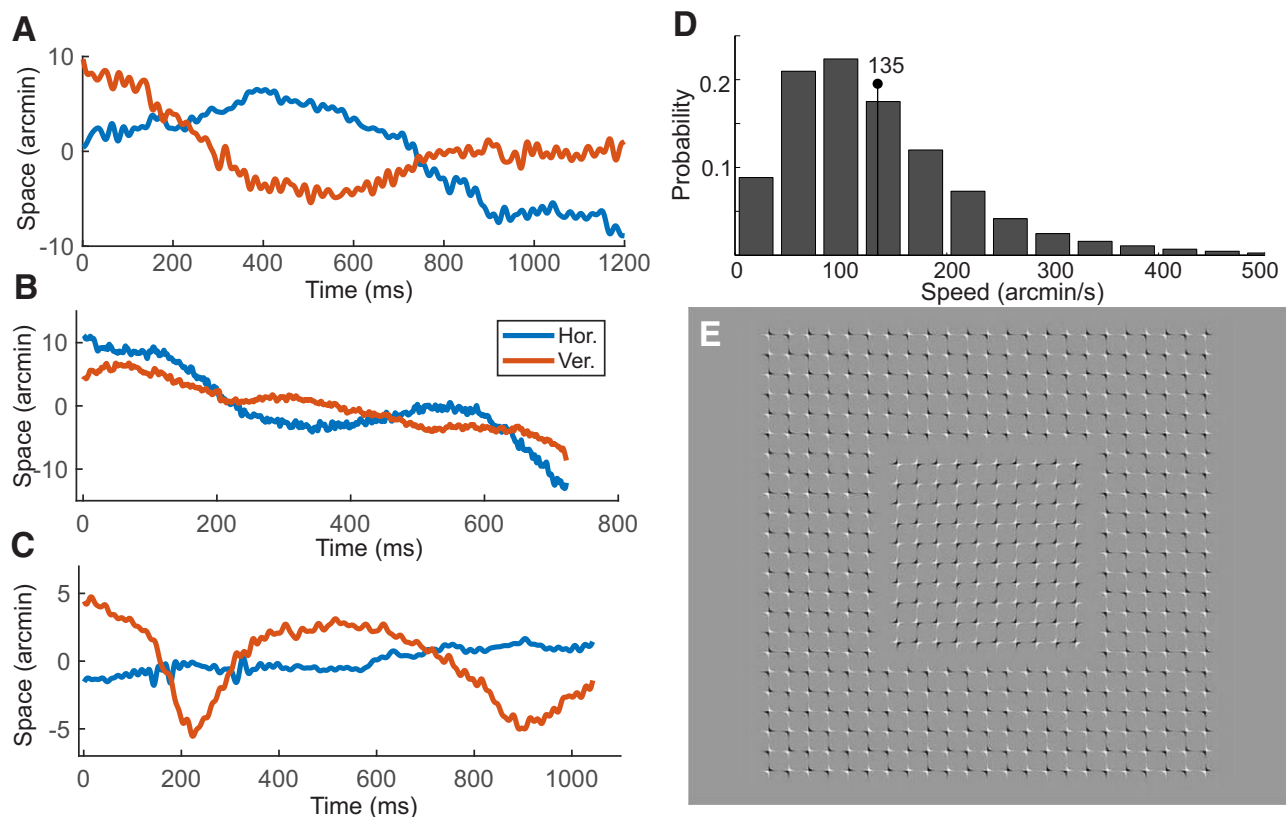 A
Space (arcmin)
10
0
-10
0 200 400 600 800 1000 1200
Time (ms)
B
Space (arcmin)
10
0
-10
Hor.
Ver.
0 200 400 600 800
Time (ms)
C
Space (arcmin)
5
0
-5
0 200 400 600 800 1000
Time (ms)
D
Probability
0.2
0.1
135
0 100 200 300 400 500
Speed (arcmin/s)
E